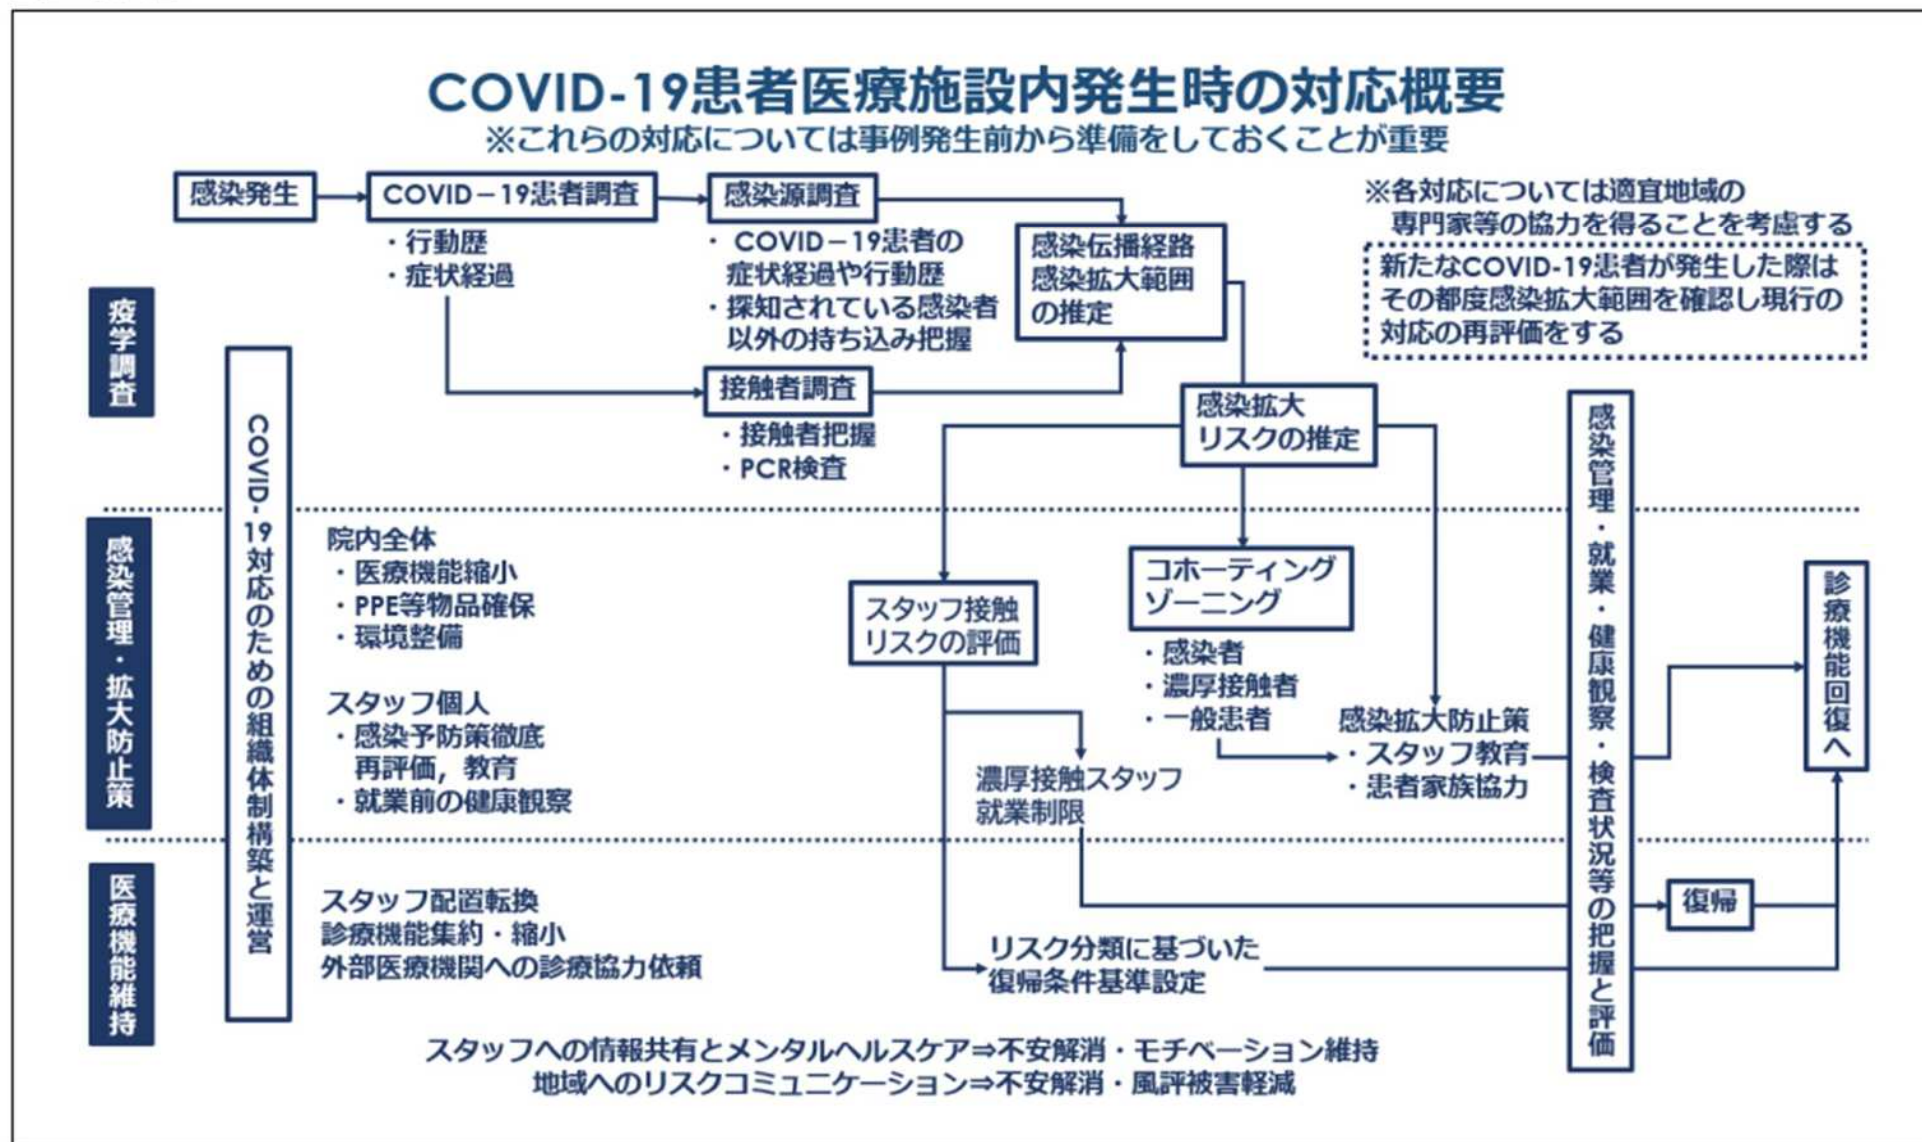 COVID-19患者医療施設内発生時の対応概要
※これらの対応については事例発生前から準備をしておくことが重要
感染発生
COVID－19患者調査
・行動歴
・症状経過
感染源調査
・COVID－19患者の
症状経過や行動歴
・探知されている感染者
以外の持ち込み把握
感染伝播経路
感染拡大範囲
の推定
※各対応については適宜地域の
専門家等の協力を得ることを考慮する
新たなCOVID-19患者が発生した際は
その都度感染拡大範囲を確認し現行の
対応の再評価をする
疫学調査
COVID-19対応のための組織体制構築と運営
接触者調査
・接触者把握
・PCR検査
感染拡大
リスクの推定
感染管理・就業・健康観察・検査状況等の把握と評価
感染管理・拡大防止策
院内全体
・医療機能縮小
・PPE等物品確保
・環境整備
スタッフ個人
・感染予防策徹底
再評価，教育
・就業前の健康観察
スタッフ接触
リスクの評価
コホーティング
ゾーニング
・感染者
・濃厚接触者
・一般患者
感染拡大防止策
・スタッフ教育
・患者家族協力
濃厚接触スタッフ
就業制限
診療機能回復へ
医療機能維持
スタッフ配置転換
診療機能集約・縮小
外部医療機関への診療協力依頼
リスク分類に基づいた
復帰条件基準設定
復帰
スタッフへの情報共有とメンタルヘルスケア⇒不安解消・モチベーション維持
地域へのリスクコミュニケーション⇒不安解消・風評被害軽減